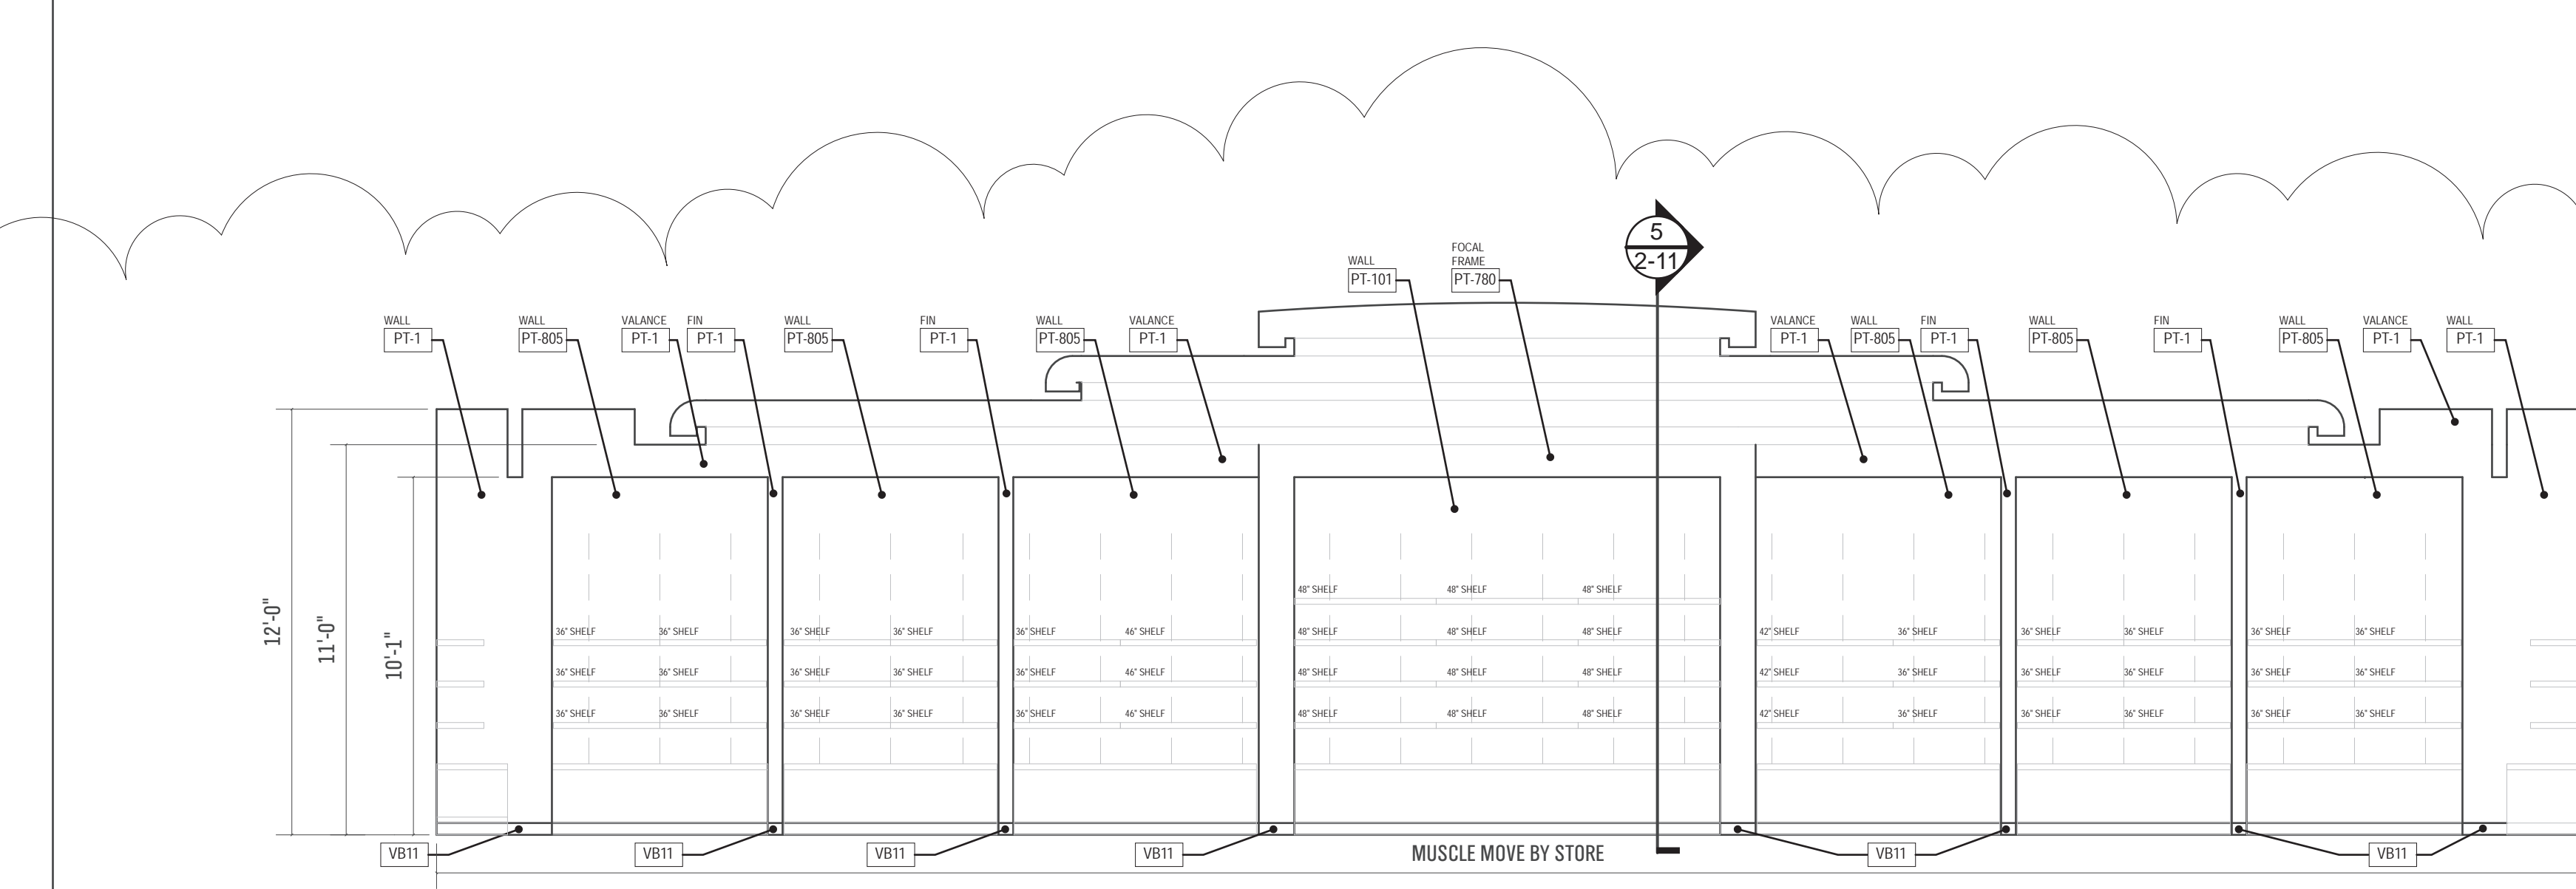 5
2-11
FOCAL
WALL
FRAME
PT-101
PT-780
WALL
WALL
VALANCE
FIN
WALL
FIN
WALL
VALANCE
VALANCE
WALL
FIN
WALL
FIN
WALL
VALANCE
WALL
PT-1
PT-805
PT-1
PT-1
PT-805
PT-1
PT-805
PT-1
PT-1
PT-805
PT-1
PT-805
PT-1
PT-805
PT-1
PT-1
12'-0"
11'-0"
10'-1"
48" SHELF
48" SHELF
48" SHELF
36" SHELF
36" SHELF
36" SHELF
36" SHELF
36" SHELF
46" SHELF
48" SHELF
48" SHELF
48" SHELF
42" SHELF
36" SHELF
36" SHELF
36" SHELF
36" SHELF
36" SHELF
36" SHELF
36" SHELF
36" SHELF
36" SHELF
36" SHELF
46" SHELF
48" SHELF
48" SHELF
48" SHELF
42" SHELF
36" SHELF
36" SHELF
36" SHELF
36" SHELF
36" SHELF
36" SHELF
36" SHELF
36" SHELF
36" SHELF
36" SHELF
46" SHELF
48" SHELF
48" SHELF
48" SHELF
42" SHELF
36" SHELF
36" SHELF
36" SHELF
36" SHELF
36" SHELF
VB11
VB11
VB11
VB11
MUSCLE MOVE BY STORE
VB11
VB11